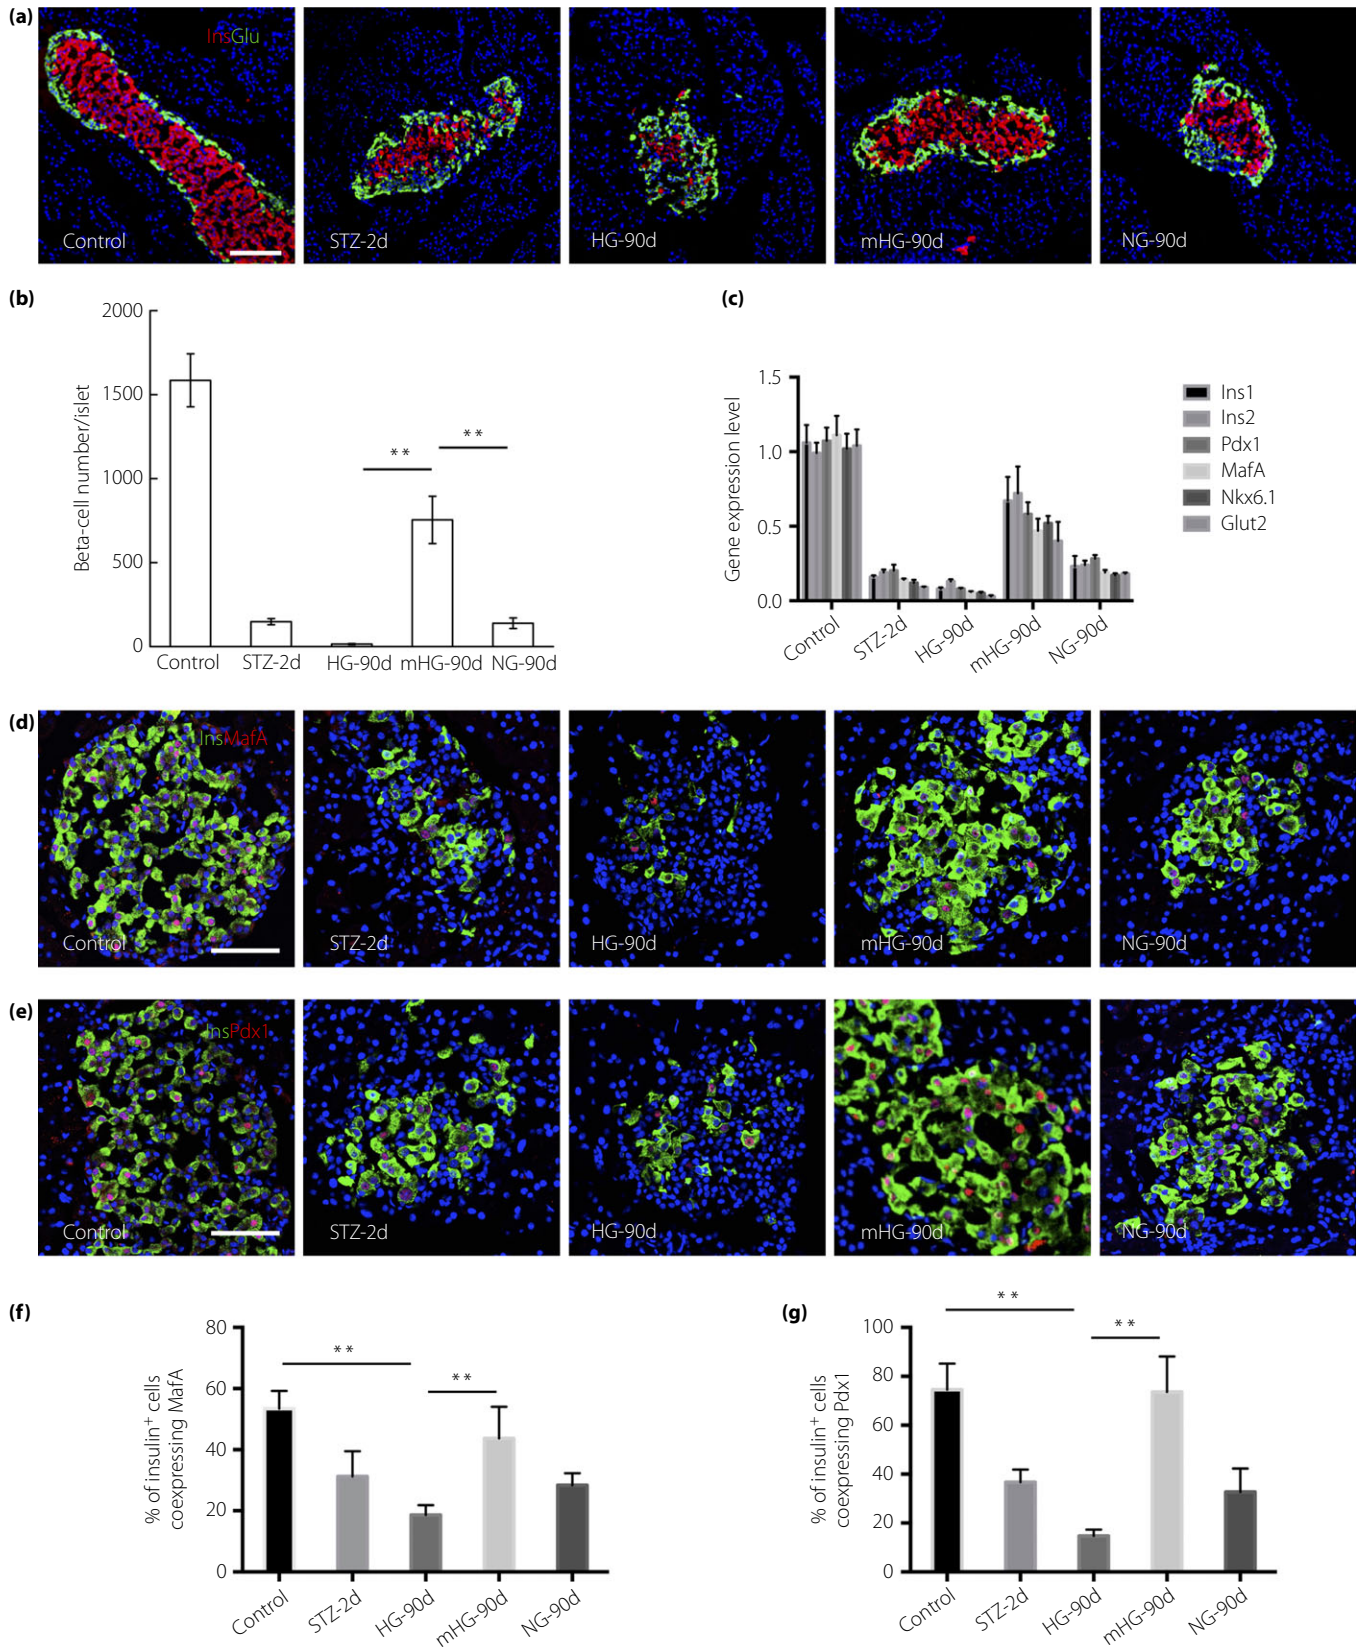 (a)
InsGlu
Control
STZ-2d
HG-90d
mHG-90d
NG-90d
(b)
Beta-cell number/islet
2000
1500
1000
500
0
**
**
Control
STZ-2d
HG-90d
mHG-90d
NG-90d
(c)
Gene expression level
1.5
1.0
0.5
0.0
Control
STZ-2d
HG-90d
mHG-90d
NG-90d
Ins1
Ins2
Pdx1
MafA
Nkx6.1
Glut2
(d)
InsMafA
Control
STZ-2d
HG-90d
mHG-90d
NG-90d
(e)
InsPdx1
Control
STZ-2d
HG-90d
mHG-90d
NG-90d
(f)
% of insulin⁺ cells
coexpressing MafA
80
60
40
20
0
**
**
Control
STZ-2d
HG-90d
mHG-90d
NG-90d
(g)
% of insulin⁺ cells
coexpressing Pdx1
100
80
60
40
20
0
**
**
Control
STZ-2d
HG-90d
mHG-90d
NG-90d